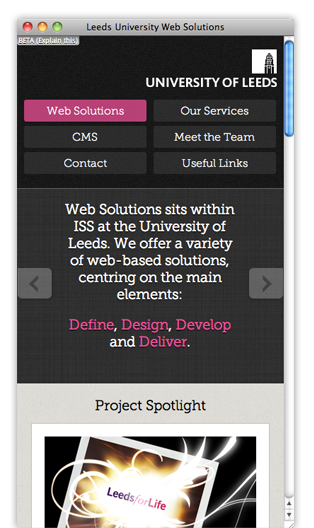 Leeds University Web Solutions
BETA (Explain this)
UNIVERSITY OF LEEDS
Web Solutions
Our Services
CMS
Meet the Team
Contact
Useful Links
Web Solutions sits within
ISS at the University of
Leeds. We offer a variety
of web-based solutions,
centring on the main
elements:
Define, Design, Develop
and Deliver.
Project Spotlight
LeedsforLife